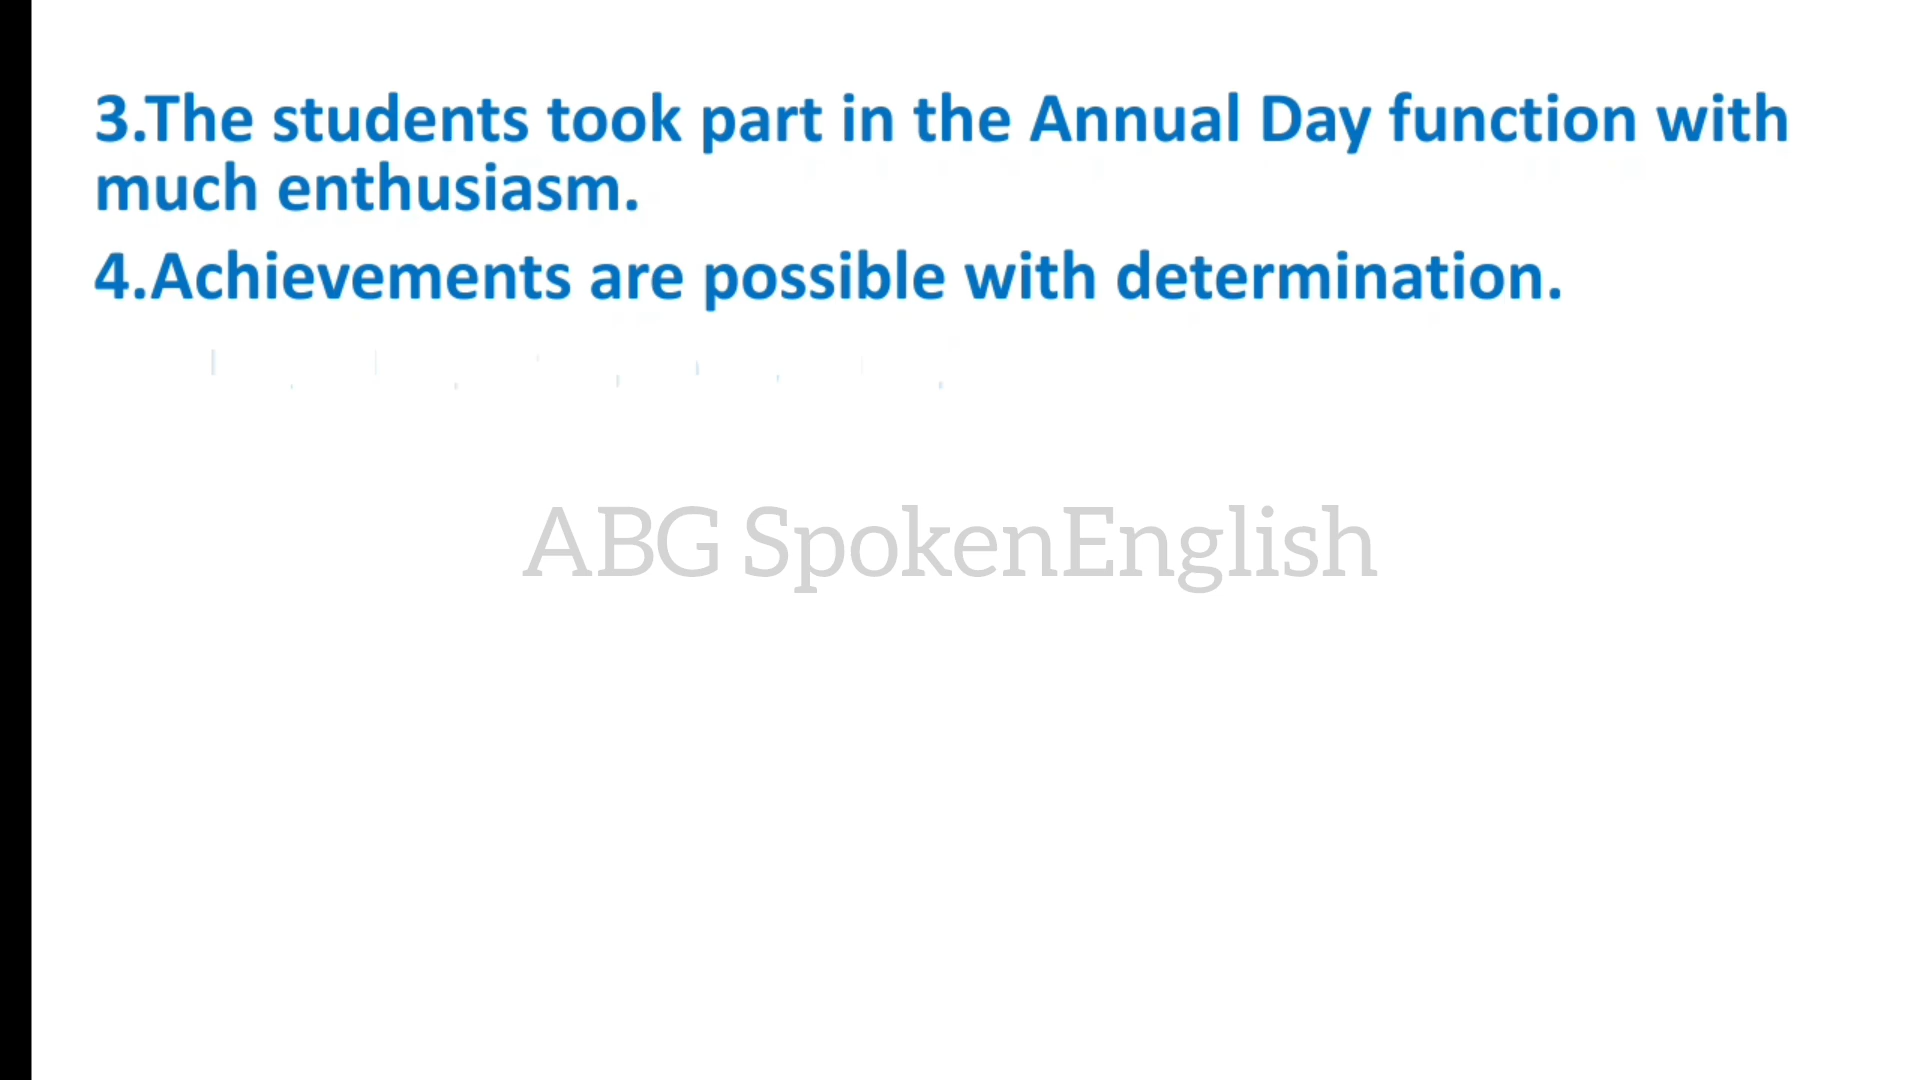 3.The students took part in the Annual Day function with
much enthusiasm.
4.Achievements are possible with determination.
ABG SpokenEnglish